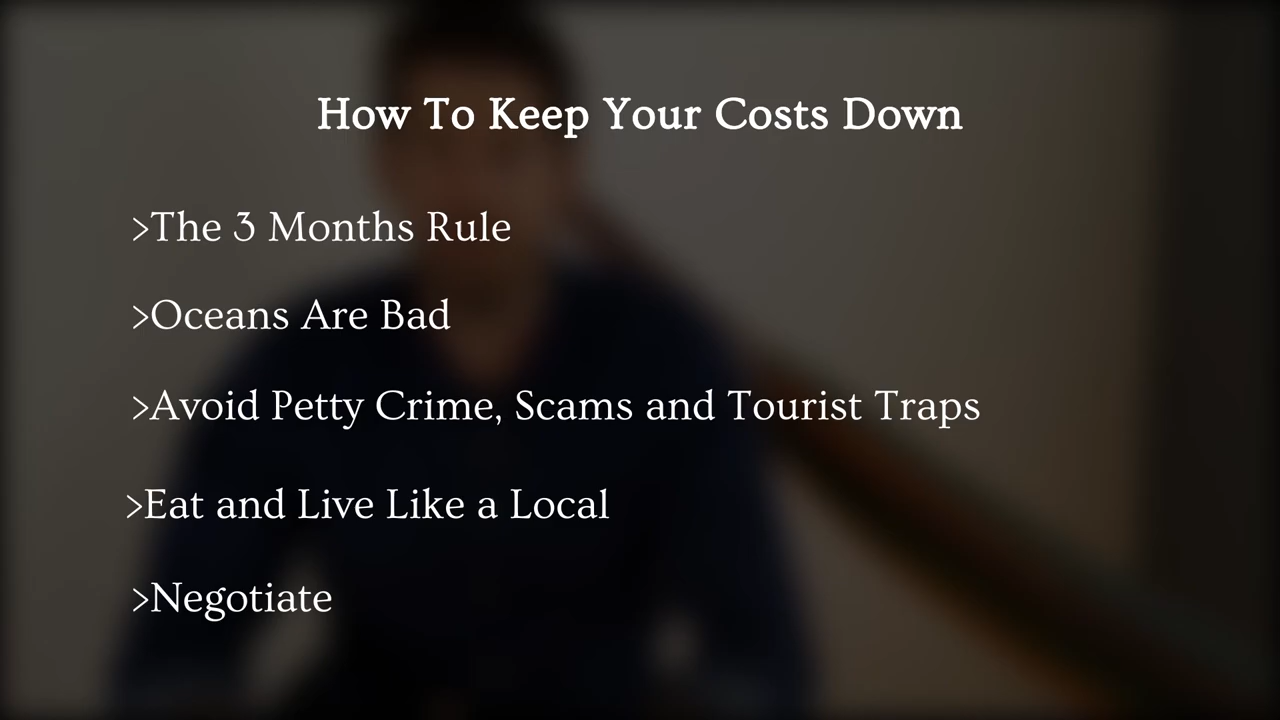 How To Keep Your Costs Down
>The 3 Months Rule
>Oceans Are Bad
>Avoid Petty Crime, Scams and Tourist Traps
>Eat and Live Like a Local
>Negotiate